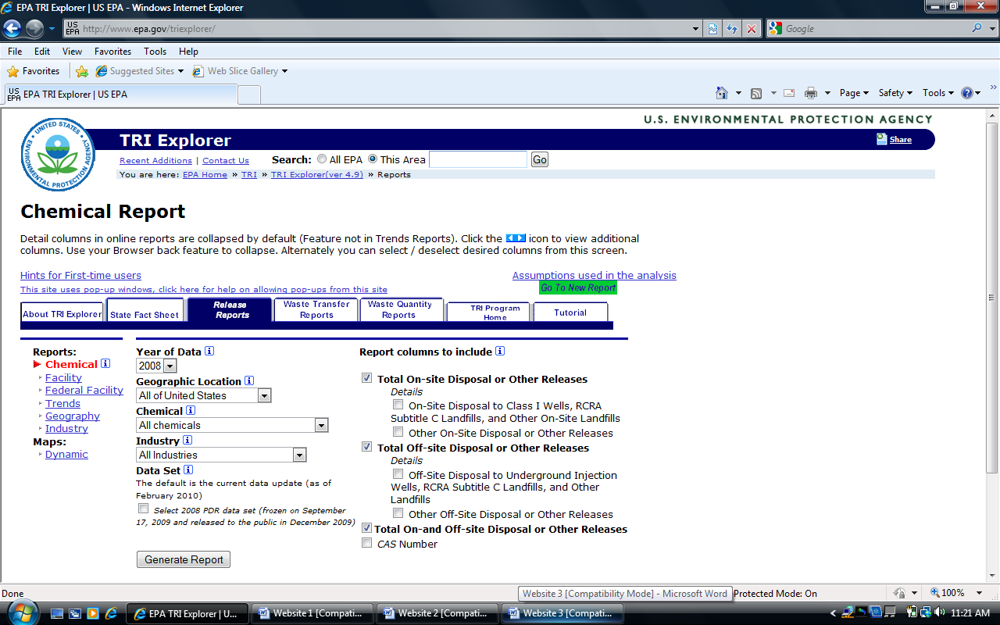 EPA TRI Explorer | US EPA - Windows Internet Explorer
US EPA http://www.epa.gov/triexplorer/ Google
File Edit View Favorites Tools Help
Favorites Suggested Sites Web Slice Gallery
US EPA EPA TRI Explorer | US EPA Page Safety Tools
U.S. ENVIRONMENTAL PROTECTION AGENCY
UNITED STATES ENVIRONMENTAL PROTECTION AGENCY
TRI Explorer Share
Recent Additions | Contact Us Search: All EPA This Area Go
You are here: EPA Home » TRI » TRI Explorer(ver 4.9) » Reports
Chemical Report
Detail columns in online reports are collapsed by default (Feature not in Trends Reports). Click the icon to view additional
columns. Use your Browser back feature to collapse. Alternately you can select / deselect desired columns from this screen.
Hints for First-time users Assumptions used in the analysis
This site uses pop-up windows, click here for help on allowing pop-ups from this site Go To New Report
About TRI Explorer
State Fact Sheet
Release
Reports
Waste Transfer
Reports
Waste Quantity
Reports
TRI Program
Home
Tutorial
Reports:
Chemical
Facility
Federal Facility
Trends
Geography
Industry
Maps:
Dynamic
Year of Data
2008
Geographic Location
All of United States
Chemical
All chemicals
Industry
All Industries
Data Set
The default is the current data update (as of
February 2010)
Select 2008 PDR data set (frozen on September
17, 2009 and released to the public in December 2009)
Generate Report
Report columns to include
Total On-site Disposal or Other Releases
Details
On-Site Disposal to Class I Wells, RCRA
Subtitle C Landfills, and Other On-Site Landfills
Other On-Site Disposal or Other Releases
Total Off-site Disposal or Other Releases
Details
Off-Site Disposal to Underground Injection
Wells, RCRA Subtitle C Landfills, and Other
Landfills
Other Off-Site Disposal or Other Releases
Total On-and Off-site Disposal or Other Releases
CAS Number
Done Website 3 [Compatibility Mode] - Microsoft Word Protected Mode: On 100%
EPA TRI Explorer | U... Website 1 [Compati... Website 2 [Compati... Website 3 [Compati... 11:21 AM